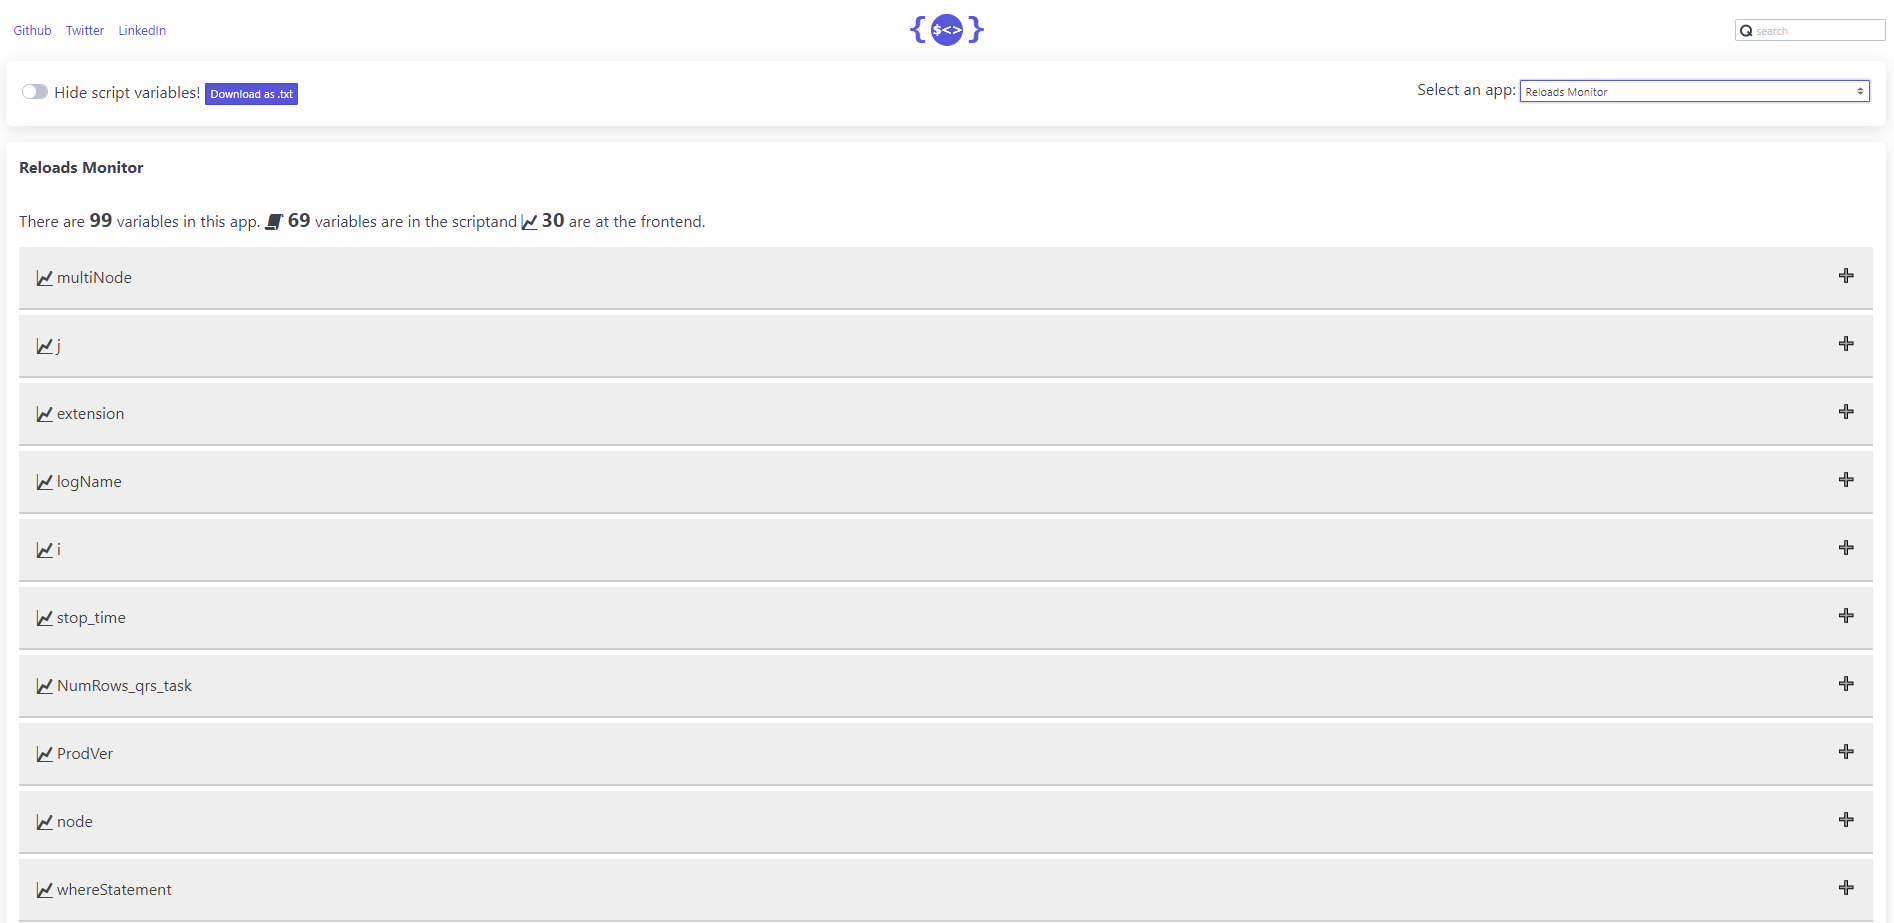 Github Twitter LinkedIn
{$<>}
search
Hide script variables! Download as .txt
Select an app: Reloads Monitor
Reloads Monitor
There are 99 variables in this app. 69 variables are in the scriptand 30 are at the frontend.
multiNode
j
extension
logName
i
stop_time
NumRows_qrs_task
ProdVer
node
whereStatement